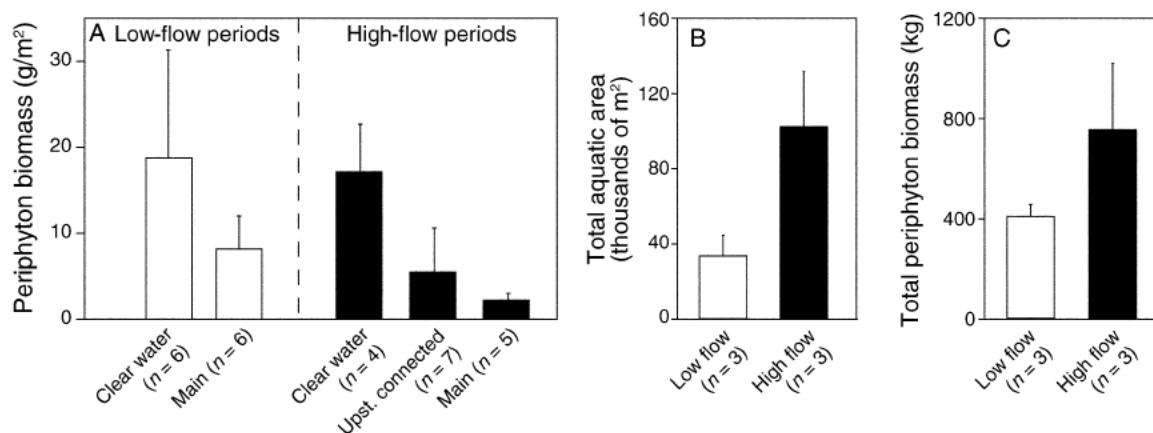 A
Low-flow periods
High-flow periods
Periphyton biomass (g/m²)
30
20
10
0
Clear water
(n = 6)
Main (n = 6)
Clear water
(n = 4)
Upst. connected
(n = 7)
Main (n = 5)
B
Total aquatic area
(thousands of m²)
160
120
80
40
0
Low flow
(n = 3)
High flow
(n = 3)
C
Total periphyton biomass (kg)
1200
800
400
0
Low flow
(n = 3)
High flow
(n = 3)